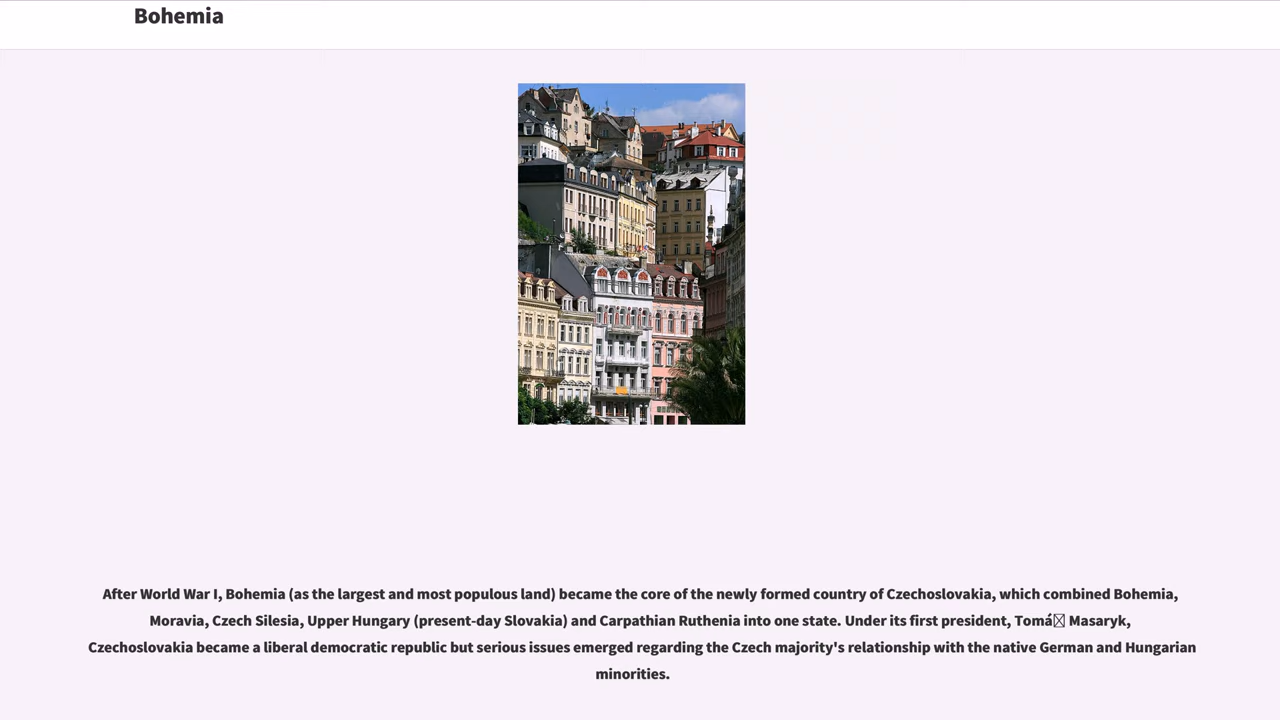 Bohemia
After World War I, Bohemia (as the largest and most populous land) became the core of the newly formed country of Czechoslovakia, which combined Bohemia,
Moravia, Czech Silesia, Upper Hungary (present-day Slovakia) and Carpathian Ruthenia into one state. Under its first president, Tomá☒ Masaryk,
Czechoslovakia became a liberal democratic republic but serious issues emerged regarding the Czech majority's relationship with the native German and Hungarian
minorities.